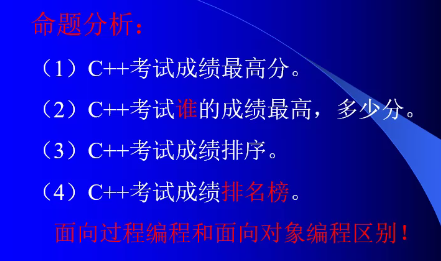 命题分析：
（1）C++考试成绩最高分。
（2）C++考试谁的成绩最高，多少分。
（3）C++考试成绩排序。
（4）C++考试成绩排名榜。
面向过程编程和面向对象编程区别！